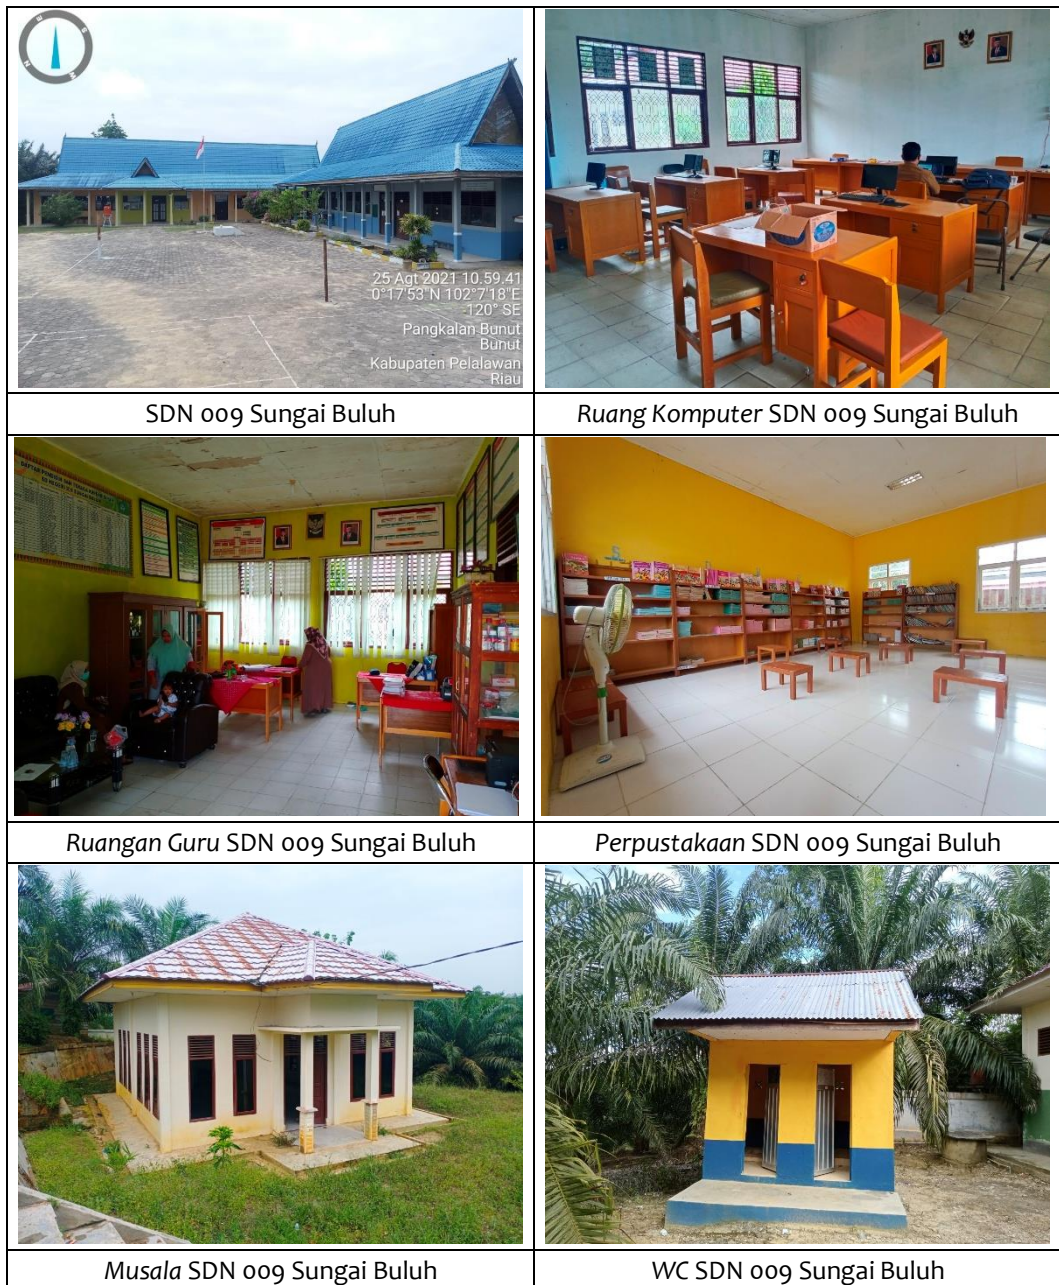 25 Agt 2021 10.59.41
0°17'53"N 102°7'18"E
120° SE
Pangkalan Bunut
Bunut
Kabupaten Pelalawan
Riau
SDN 009 Sungai Buluh
Ruang Komputer SDN 009 Sungai Buluh
Ruangan Guru SDN 009 Sungai Buluh
Perpustakaan SDN 009 Sungai Buluh
Musala SDN 009 Sungai Buluh
WC SDN 009 Sungai Buluh